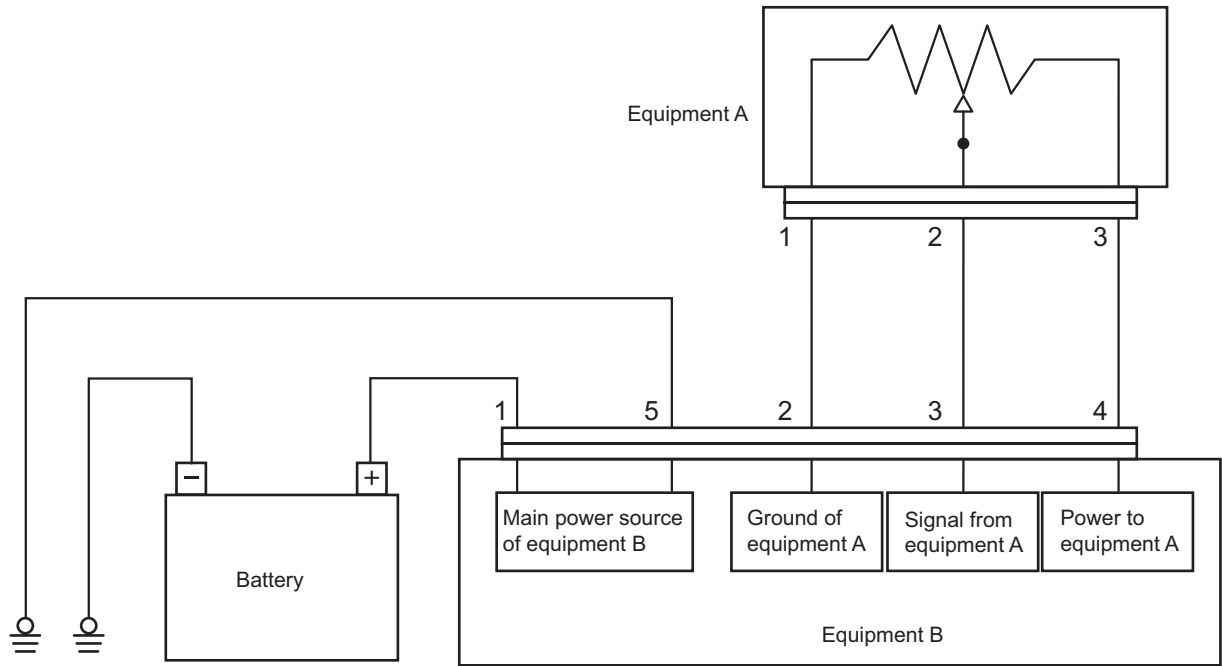 Equipment A
1 2 3
1 5 2 3 4
− +
Main power source
of equipment B
Ground of
equipment A
Signal from
equipment A
Power to
equipment A
Battery
Equipment B